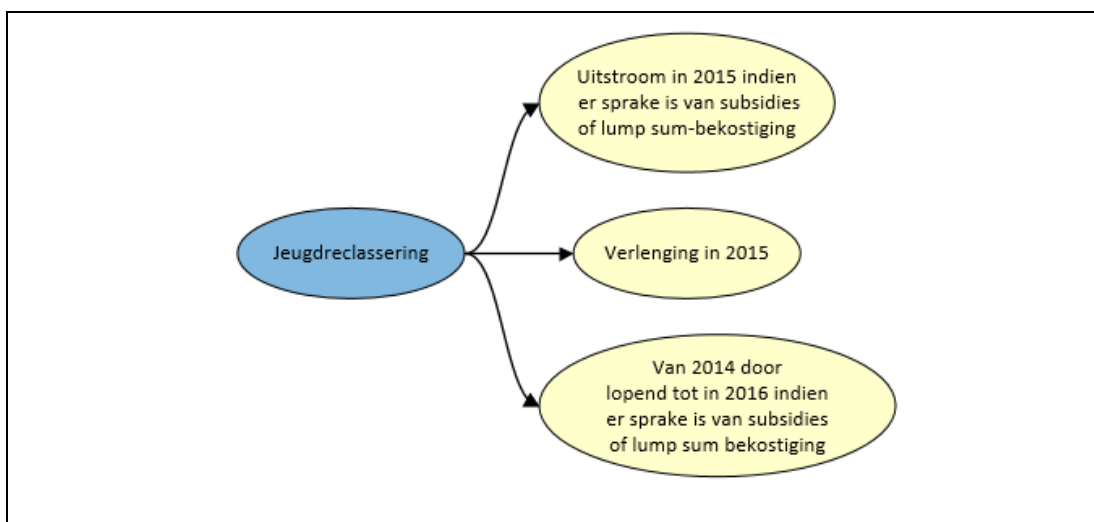 Uitstroom in 2015 indien
er sprake is van subsidies
of lump sum-bekostiging
Jeugdreclassering
Verlenging in 2015
Van 2014 door
lopend tot in 2016 indien
er sprake is van subsidies
of lump sum bekostiging